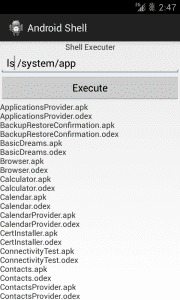 2:47
Android Shell
Shell Executer
ls /system/app
Execute
ApplicationsProvider.apk
ApplicationsProvider.odex
BackupRestoreConfirmation.apk
BackupRestoreConfirmation.odex
BasicDreams.apk
BasicDreams.odex
Browser.apk
Browser.odex
Calculator.apk
Calculator.odex
Calendar.apk
Calendar.odex
CalendarProvider.apk
CalendarProvider.odex
CertInstaller.apk
CertInstaller.odex
ConnectivityTest.apk
ConnectivityTest.odex
Contacts.apk
Contacts.odex
ContactsProvider.apk
ContactsProvider.odex